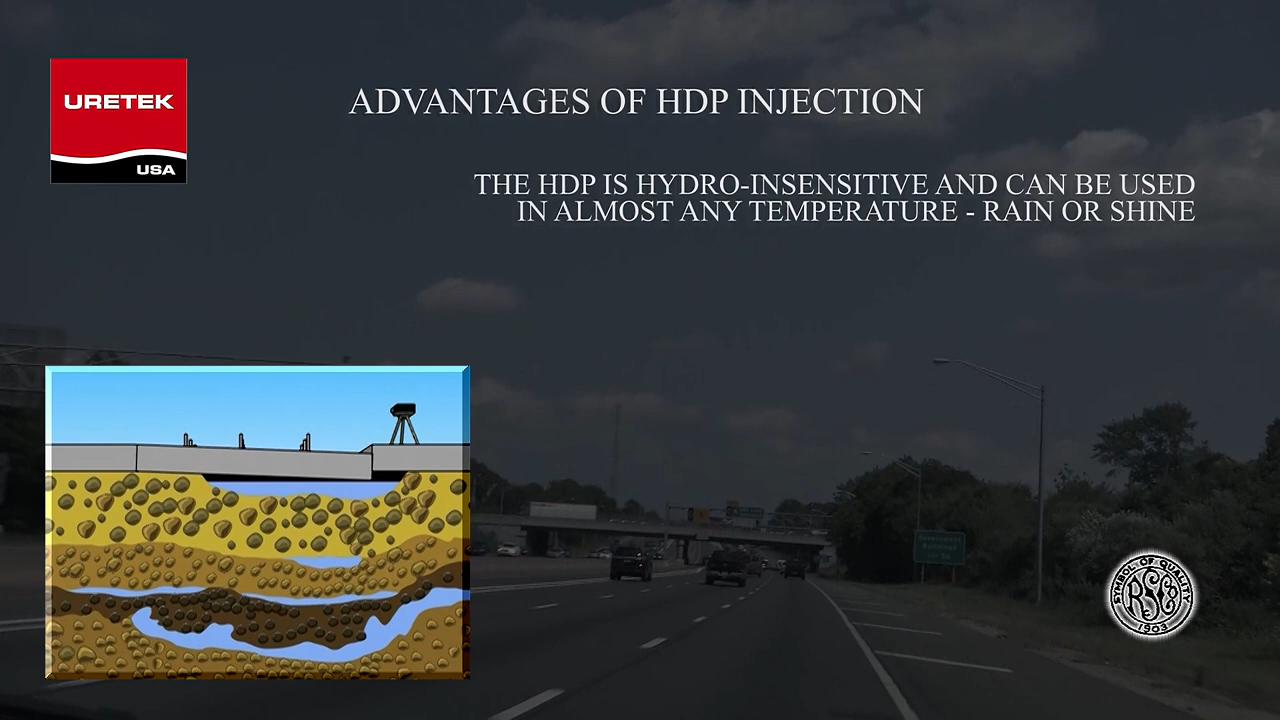 URETEK
USA
ADVANTAGES OF HDP INJECTION
THE HDP IS HYDRO-INSENSITIVE AND CAN BE USED
IN ALMOST ANY TEMPERATURE - RAIN OR SHINE
SYMBOL OF QUALITY
1903